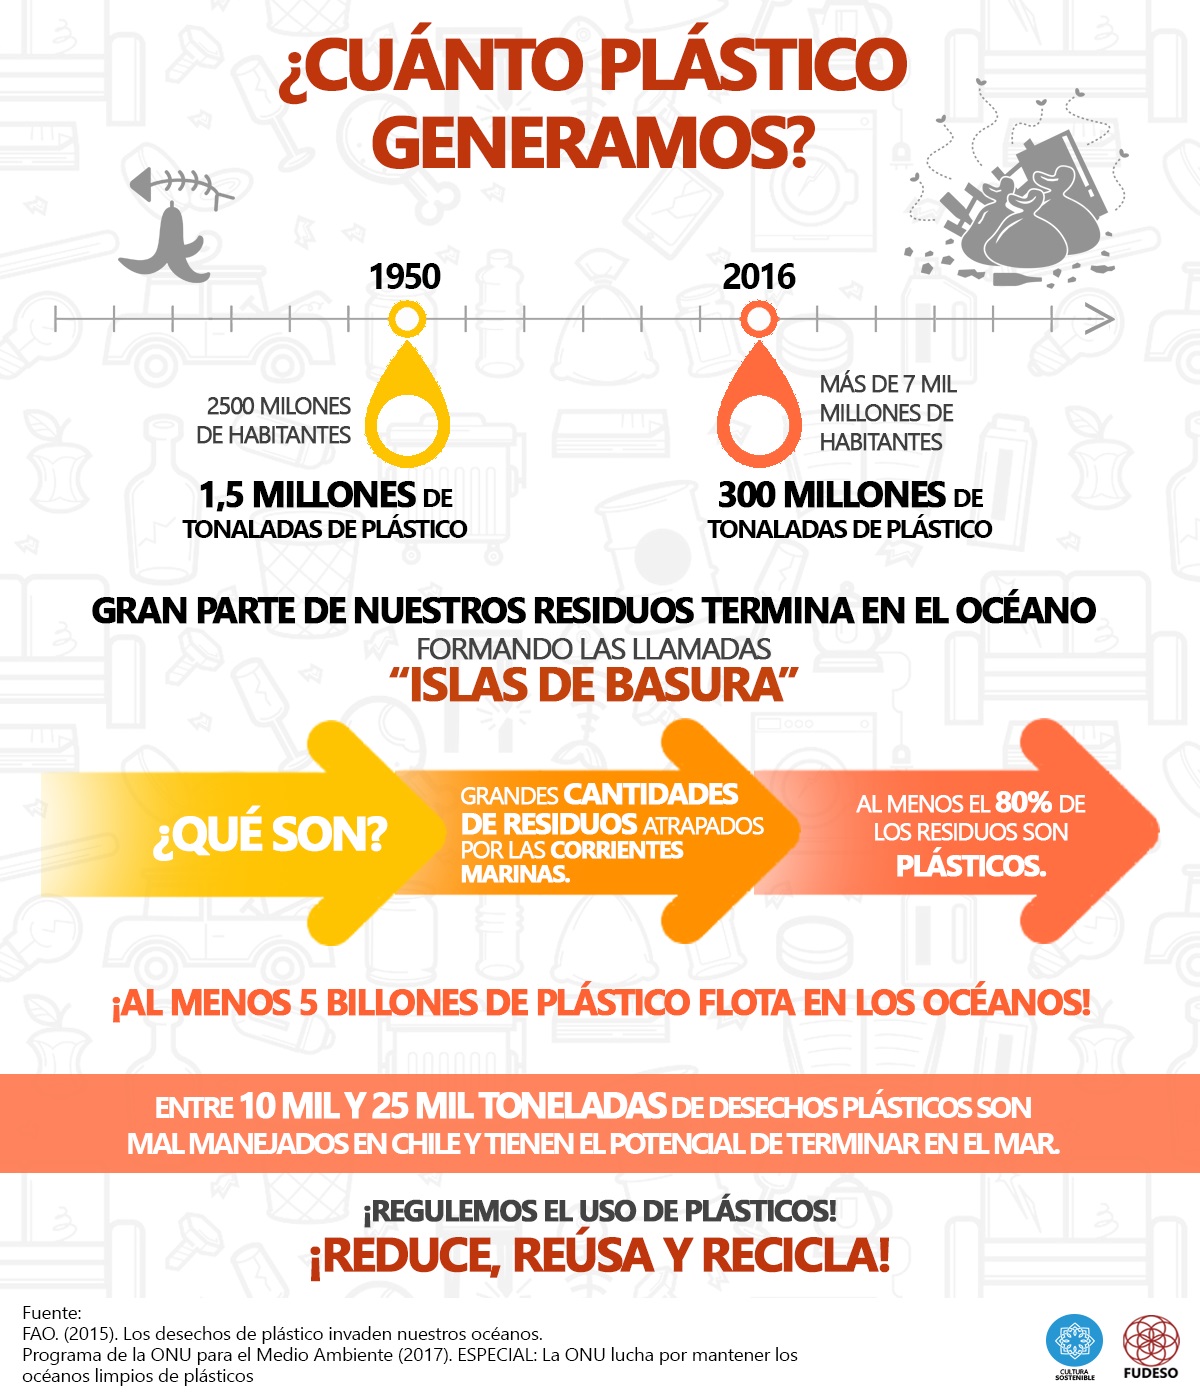 ¿CUÁNTO PLÁSTICO
GENERAMOS?
1950
2016
2500 MILONES
DE HABITANTES
MÁS DE 7 MIL
MILLONES DE
HABITANTES
1,5 MILLONES DE
TONALADAS DE PLÁSTICO
300 MILLONES DE
TONALADAS DE PLÁSTICO
GRAN PARTE DE NUESTROS RESIDUOS TERMINA EN EL OCÉANO
FORMANDO LAS LLAMADAS
“ISLAS DE BASURA”
¿QUÉ SON?
GRANDES CANTIDADES
DE RESIDUOS ATRAPADOS
POR LAS CORRIENTES
MARINAS.
AL MENOS EL 80% DE
LOS RESIDUOS SON
PLÁSTICOS.
¡AL MENOS 5 BILLONES DE PLÁSTICO FLOTA EN LOS OCÉANOS!
ENTRE 10 MIL Y 25 MIL TONELADAS DE DESECHOS PLÁSTICOS SON
MAL MANEJADOS EN CHILE Y TIENEN EL POTENCIAL DE TERMINAR EN EL MAR.
¡REGULEMOS EL USO DE PLÁSTICOS!
¡REDUCE, REÚSA Y RECICLA!
Fuente:
FAO. (2015). Los desechos de plástico invaden nuestros océanos.
Programa de la ONU para el Medio Ambiente (2017). ESPECIAL: La ONU lucha por mantener los
océanos limpios de plásticos
CULTURA
SOSTENIBLE
FUDESO